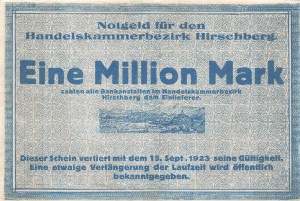 Notgeld für den
Handelskammerbezirk Hirschberg.
Eine Million Mark
zahlen alle Bankanstalten im Handelskammerbezirk
Hirschberg dem Einlieferer.
Dieser Schein verliert mit dem 15. Sept. 1923 seine Gültigkeit.
Eine etwaige Verlängerung der Laufzeit wird öffentlich
bekanntgegeben.